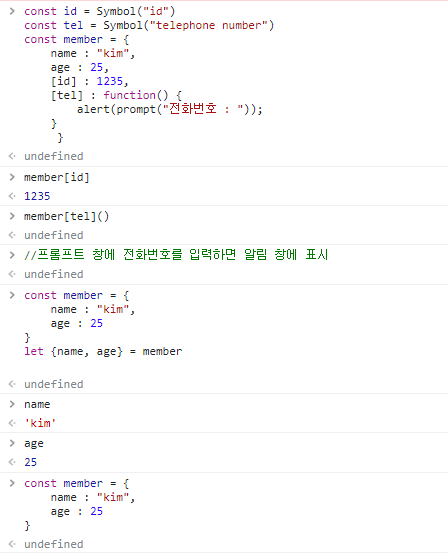 const id = Symbol("id")
const tel = Symbol("telephone number")
const member = {
    name : "kim",
    age : 25,
    [id] : 1235,
    [tel] : function() {
        alert(prompt("전화번호 : "));
    }
     }
undefined
member[id]
1235
member[tel]()
undefined
//프롬프트 창에 전화번호를 입력하면 알림 창에 표시
undefined
const member = {
    name : "kim",
    age : 25
}
let {name, age} = member
undefined
name
'kim'
age
25
const member = {
    name : "kim",
    age : 25
}
undefined